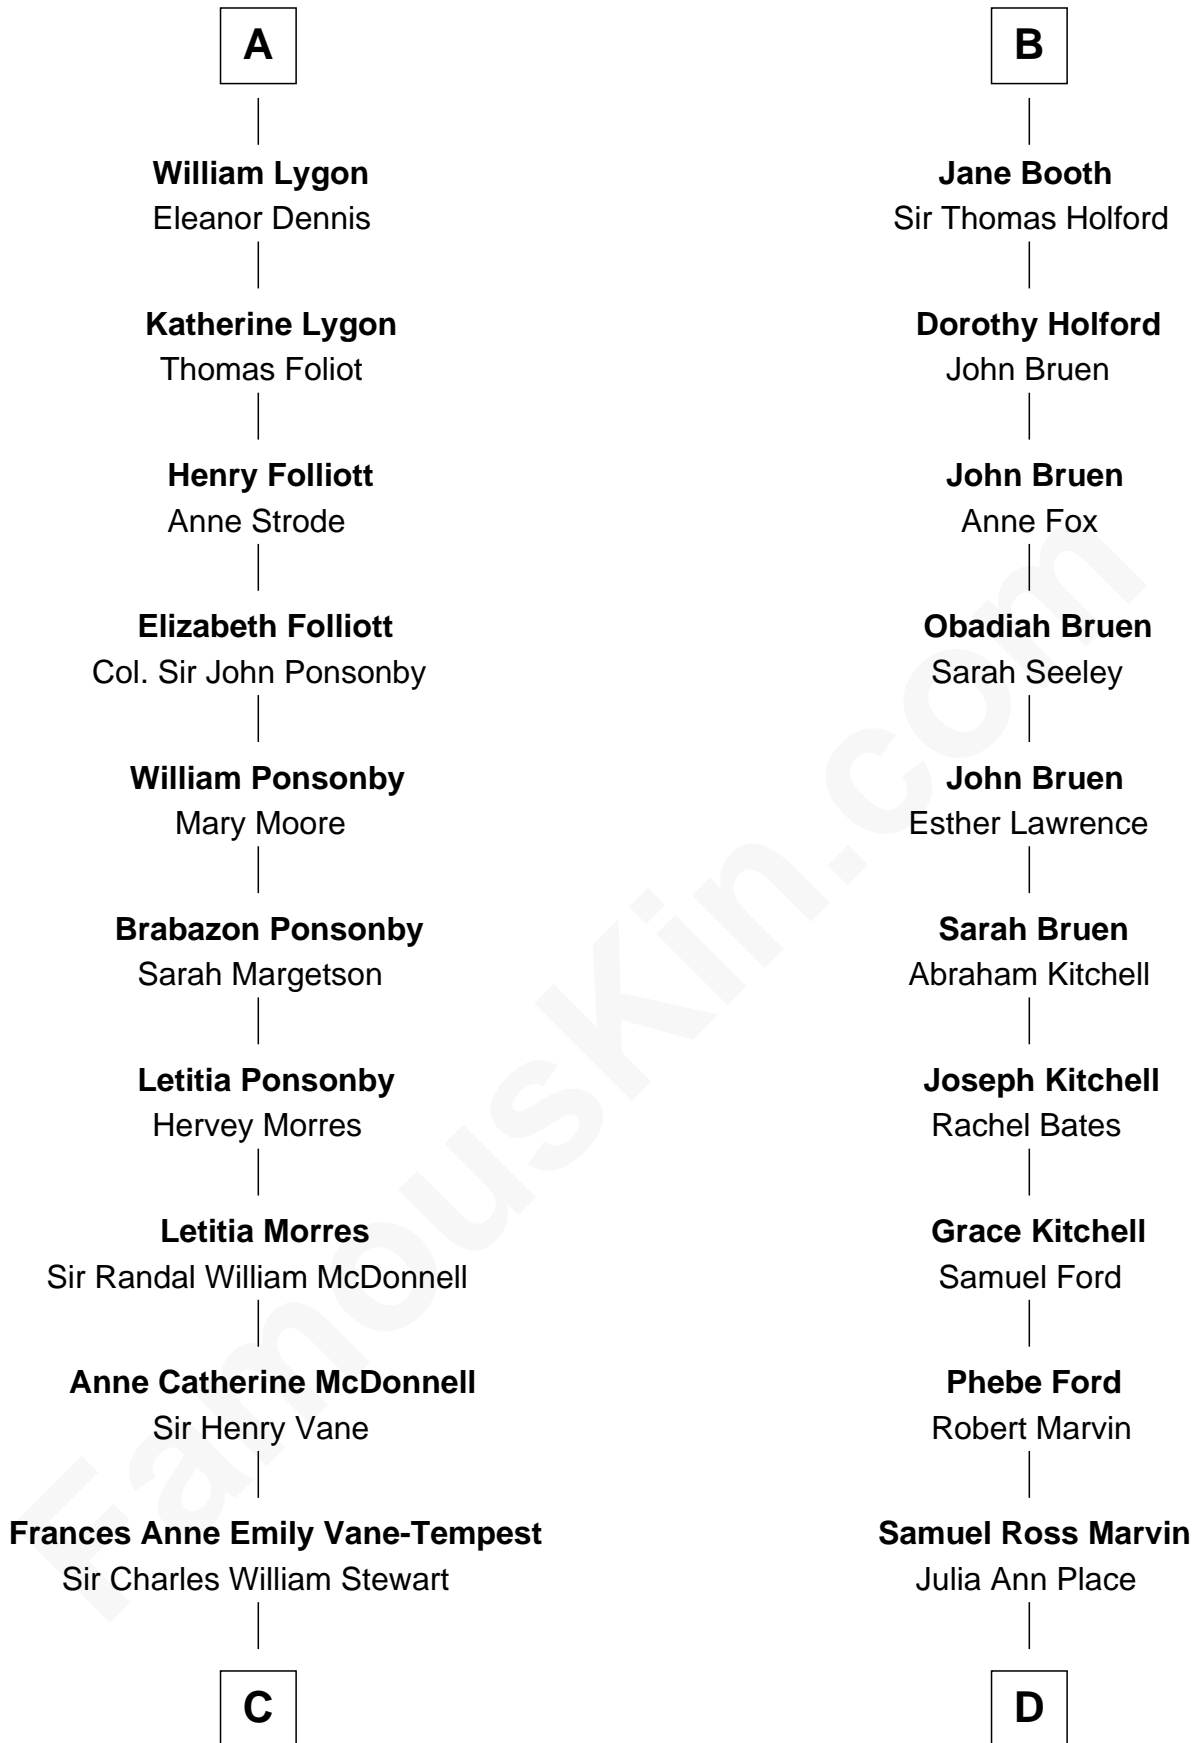 A
William Lygon
Eleanor Dennis
Katherine Lygon
Thomas Foliot
Henry Folliott
Anne Strode
Elizabeth Folliott
Col. Sir John Ponsonby
William Ponsonby
Mary Moore
Brabazon Ponsonby
Sarah Margetson
Letitia Ponsonby
Hervey Morres
Letitia Morres
Sir Randal William McDonnell
Anne Catherine McDonnell
Sir Henry Vane
Frances Anne Emily Vane-Tempest
Sir Charles William Stewart
C
B
Jane Booth
Sir Thomas Holford
Dorothy Holford
John Bruen
John Bruen
Anne Fox
Obadiah Bruen
Sarah Seeley
John Bruen
Esther Lawrence
Sarah Bruen
Abraham Kitchell
Joseph Kitchell
Rachel Bates
Grace Kitchell
Samuel Ford
Phebe Ford
Robert Marvin
Samuel Ross Marvin
Julia Ann Place
D
FamousKin.com